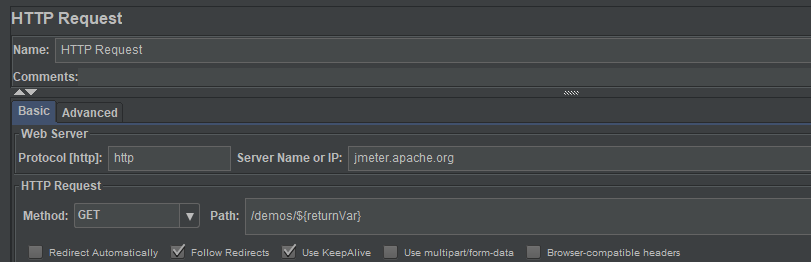 HTTP Request
Name: HTTP Request
Comments:
Basic Advanced
Web Server
Protocol [http]: http Server Name or IP: jmeter.apache.org
HTTP Request
Method: GET Path: /demos/${returnVar}
Redirect Automatically Follow Redirects Use KeepAlive Use multipart/form-data Browser-compatible headers